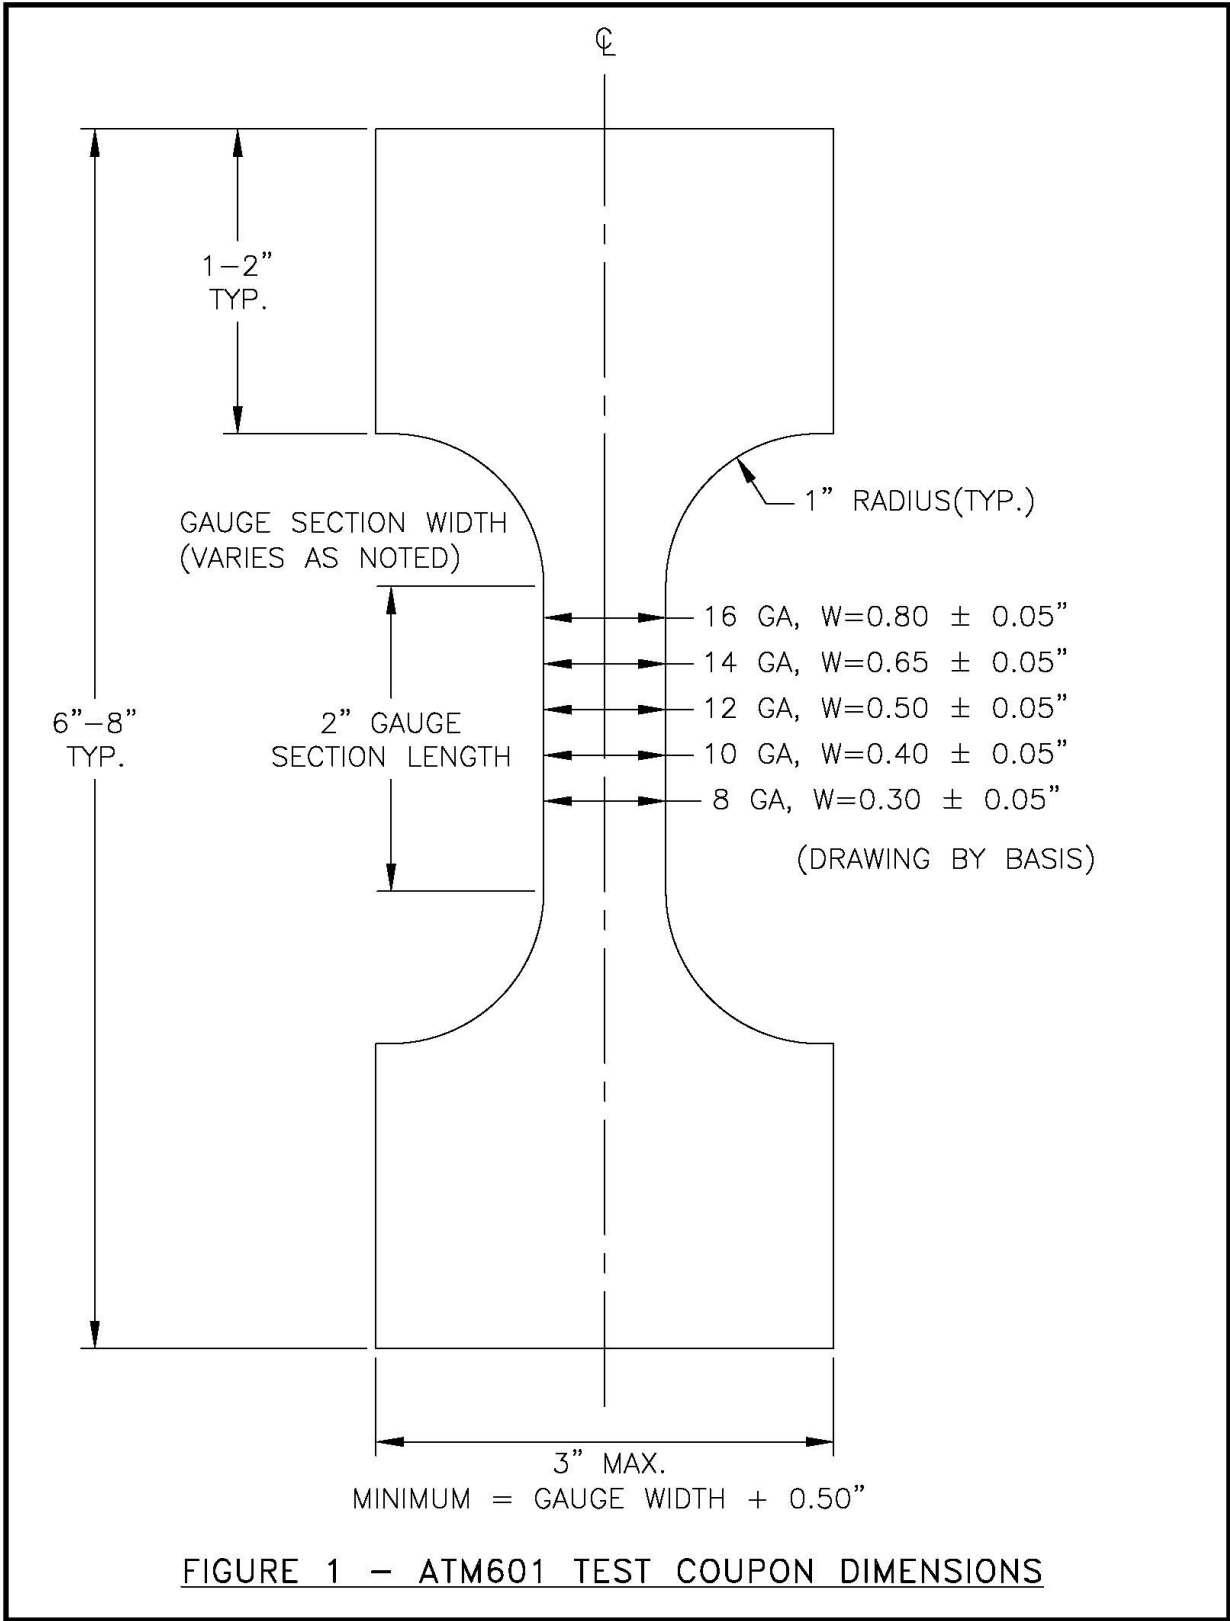 ℄
1-2"
TYP.
1" RADIUS(TYP.)
GAUGE SECTION WIDTH
(VARIES AS NOTED)
16 GA, W=0.80 ± 0.05"
14 GA, W=0.65 ± 0.05"
12 GA, W=0.50 ± 0.05"
10 GA, W=0.40 ± 0.05"
8 GA, W=0.30 ± 0.05"
(DRAWING BY BASIS)
6"-8"
TYP.
2" GAUGE
SECTION LENGTH
3" MAX.
MINIMUM = GAUGE WIDTH + 0.50"
FIGURE 1 - ATM601 TEST COUPON DIMENSIONS